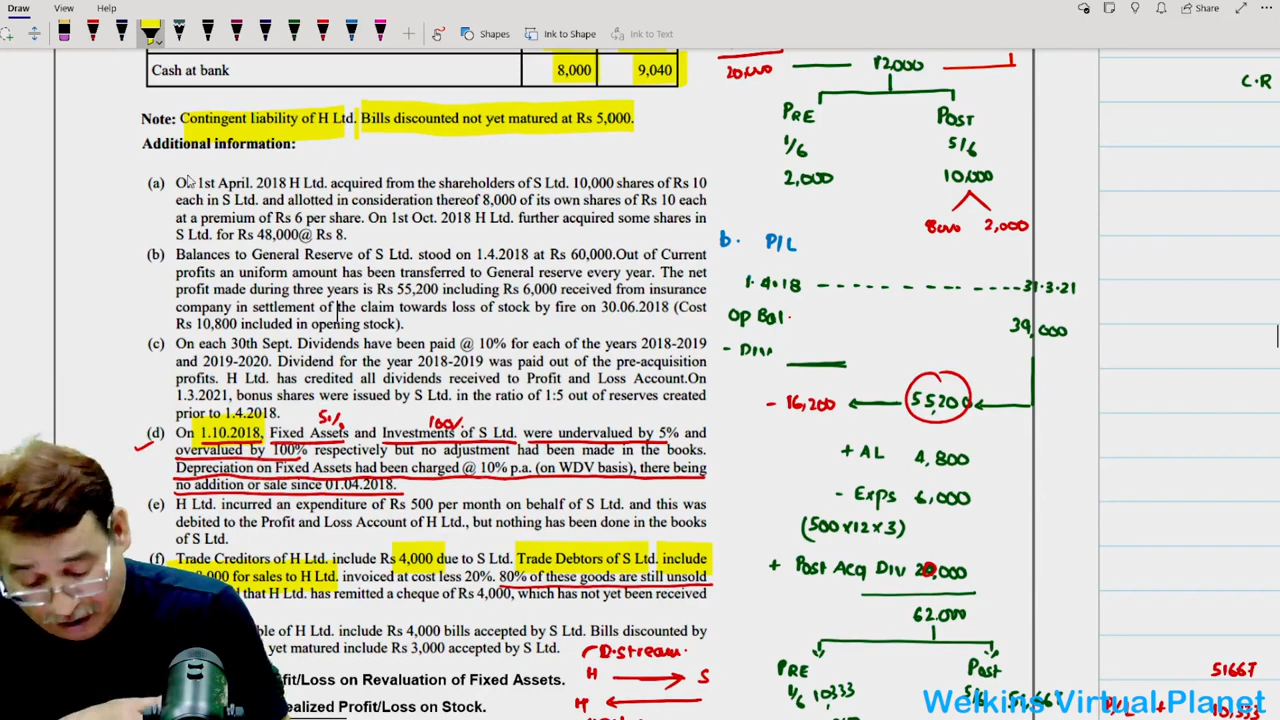 Draw View Help
Share
Shapes Ink to Shape Ink to Text
Cash at bank 8,000 9,040
Note: Contingent liability of H Ltd. Bills discounted not yet matured at Rs 5,000.
Additional information:
(a) On 1st April. 2018 H Ltd. acquired from the shareholders of S Ltd. 10,000 shares of Rs 10
each in S Ltd. and allotted in consideration thereof 8,000 of its own shares of Rs 10 each
at a premium of Rs 6 per share. On 1st Oct. 2018 H Ltd. further acquired some shares in
S Ltd. for Rs 48,000@ Rs 8.
(b) Balances to General Reserve of S Ltd. stood on 1.4.2018 at Rs 60,000.Out of Current
profits an uniform amount has been transferred to General reserve every year. The net
profit made during three years is Rs 55,200 including Rs 6,000 received from insurance
company in settlement of the claim towards loss of stock by fire on 30.06.2018 (Cost
Rs 10,800 included in opening stock).
(c) On each 30th Sept. Dividends have been paid @ 10% for each of the years 2018-2019
and 2019-2020. Dividend for the year 2018-2019 was paid out of the pre-acquisition
profits. H Ltd. has credited all dividends received to Profit and Loss Account.On
1.3.2021, bonus shares were issued by S Ltd. in the ratio of 1:5 out of reserves created
prior to 1.4.2018.
5% 100%
(d) On 1.10.2018, Fixed Assets and Investments of S Ltd. were undervalued by 5% and
overvalued by 100% respectively but no adjustment had been made in the books.
Depreciation on Fixed Assets had been charged @ 10% p.a. (on WDV basis), there being
no addition or sale since 01.04.2018.
(e) H Ltd. incurred an expenditure of Rs 500 per month on behalf of S Ltd. and this was
debited to the Profit and Loss Account of H Ltd., but nothing has been done in the books
of S Ltd.
(f) Trade Creditors of H Ltd. include Rs 4,000 due to S Ltd. Trade Debtors of S Ltd. include
for sales to H Ltd. invoiced at cost less 20%. 80% of these goods are still unsold
that H Ltd. has remitted a cheque of Rs 4,000, which has not yet been received
of H Ltd. include Rs 4,000 bills accepted by S Ltd. Bills discounted by
yet matured include Rs 3,000 accepted by S Ltd.
fit/Loss on Revaluation of Fixed Assets.
ealized Profit/Loss on Stock.
D.stream.
H S
H
20,000 12000
C.R
PRE POST
1/6 5/6
2,000 10,000
8000 2,000
b. P/L
1.4.18 31.3.21
Op Bal 39,000
- Div
- 16,200 55,200
+ AL 4,800
- Exps 6,000
(500x12x3)
+ Post Acq Div
62.000
PRE Post
1/6 10333
51667
P/L + 10,333
Welkins Virtual Planet